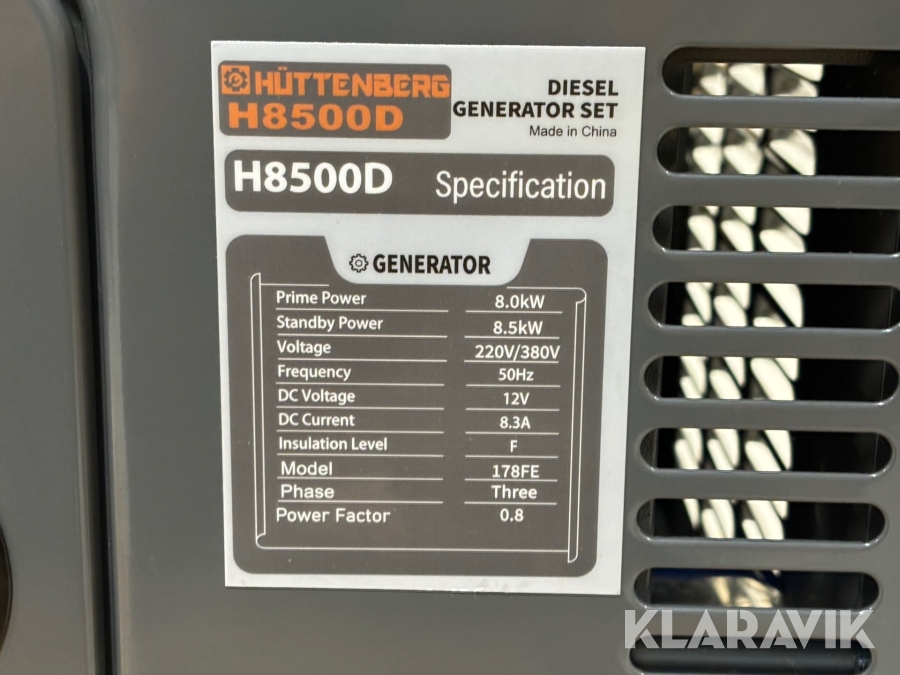 HÜTTENBERG
H8500D
DIESEL
GENERATOR SET
Made in China
H8500D Specification
GENERATOR
Prime Power 8.0kW
Standby Power 8.5kW
Voltage 220V/380V
Frequency 50Hz
DC Voltage 12V
DC Current 8.3A
Insulation Level F
Model 178FE
Phase Three
Power Factor 0.8
KLARAVIK